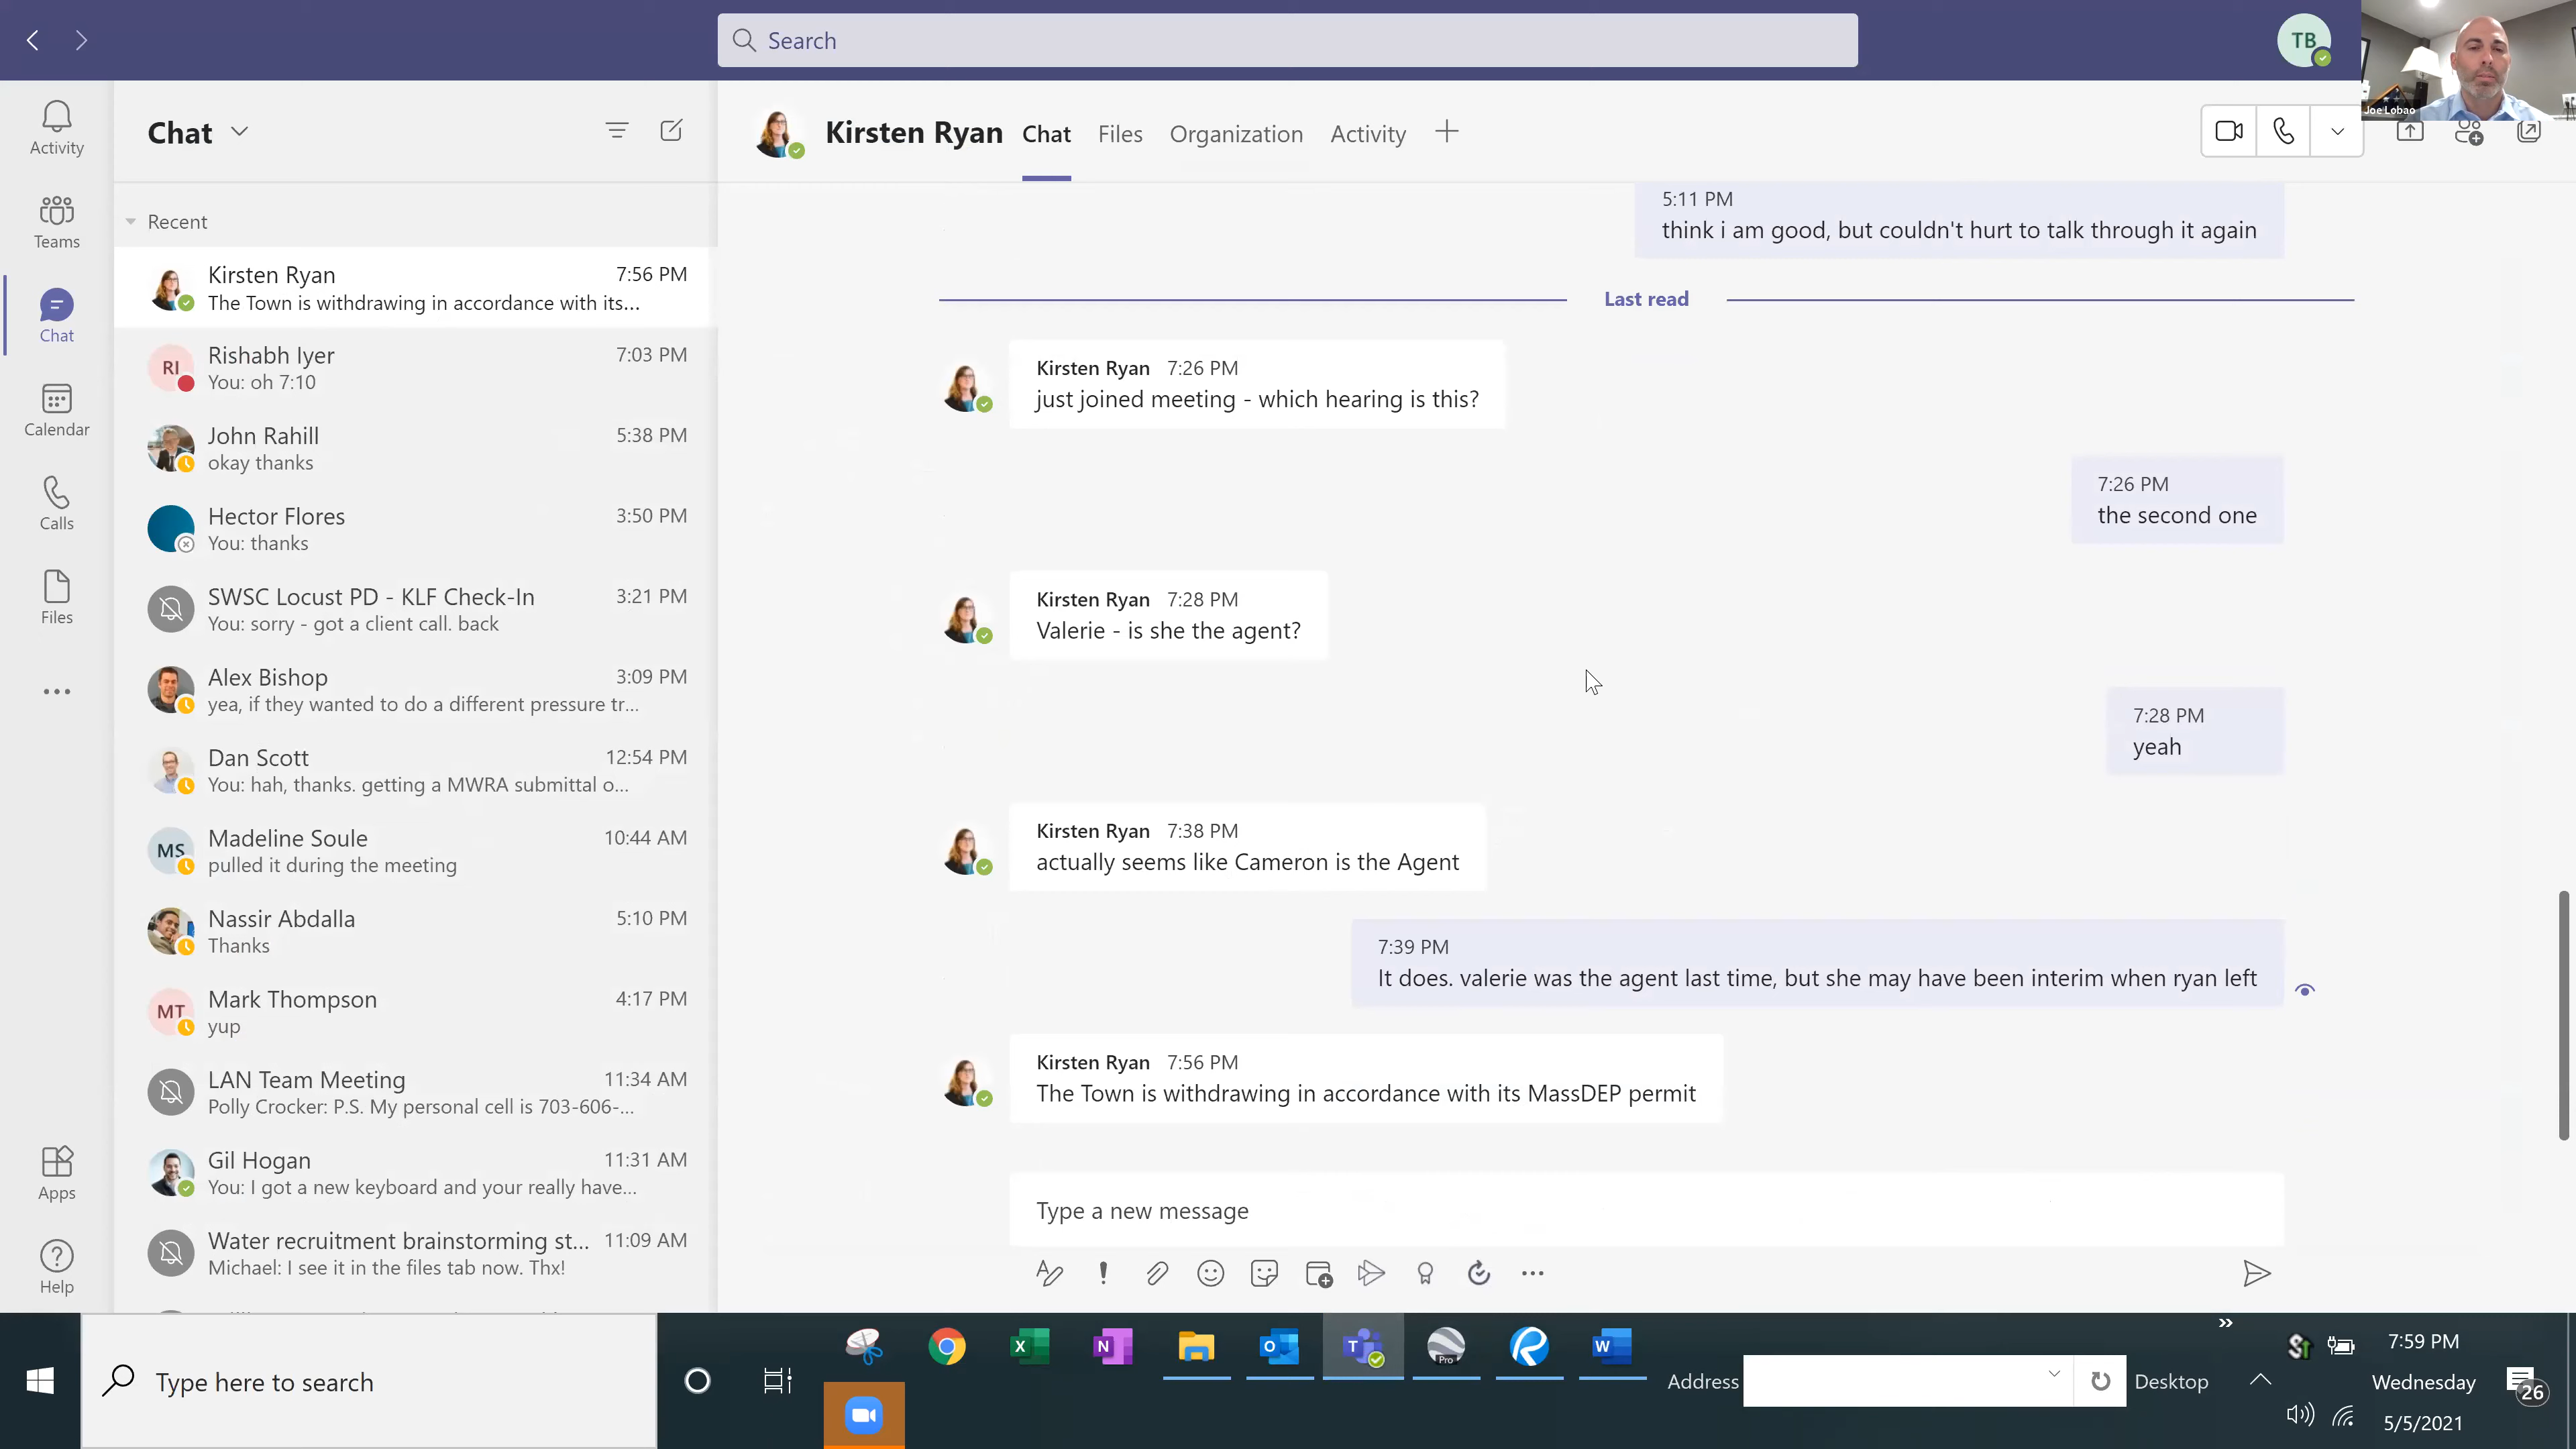 Search
TB
Joe Lobao
Activity
Teams
Chat
Calendar
Calls
Files
Apps
Help
Chat
Recent
Kirsten Ryan 7:56 PM
The Town is withdrawing in accordance with its...
RI
Rishabh Iyer 7:03 PM
You: oh 7:10
John Rahill 5:38 PM
okay thanks
Hector Flores 3:50 PM
You: thanks
SWSC Locust PD - KLF Check-In 3:21 PM
You: sorry - got a client call. back
Alex Bishop 3:09 PM
yea, if they wanted to do a different pressure tr...
Dan Scott 12:54 PM
You: hah, thanks. getting a MWRA submittal o...
MS
Madeline Soule 10:44 AM
pulled it during the meeting
Nassir Abdalla 5:10 PM
Thanks
MT
Mark Thompson 4:17 PM
yup
LAN Team Meeting 11:34 AM
Polly Crocker: P.S. My personal cell is 703-606-...
Gil Hogan 11:31 AM
You: I got a new keyboard and your really have...
Water recruitment brainstorming st... 11:09 AM
Michael: I see it in the files tab now. Thx!
Kirsten Ryan Chat Files Organization Activity
5:11 PM
think i am good, but couldn't hurt to talk through it again
Last read
Kirsten Ryan 7:26 PM
just joined meeting - which hearing is this?
7:26 PM
the second one
Kirsten Ryan 7:28 PM
Valerie - is she the agent?
7:28 PM
yeah
Kirsten Ryan 7:38 PM
actually seems like Cameron is the Agent
7:39 PM
It does. valerie was the agent last time, but she may have been interim when ryan left
Kirsten Ryan 7:56 PM
The Town is withdrawing in accordance with its MassDEP permit
Type a new message
Type here to search
Pro
Address
Desktop
7:59 PM
Wednesday
5/5/2021
26